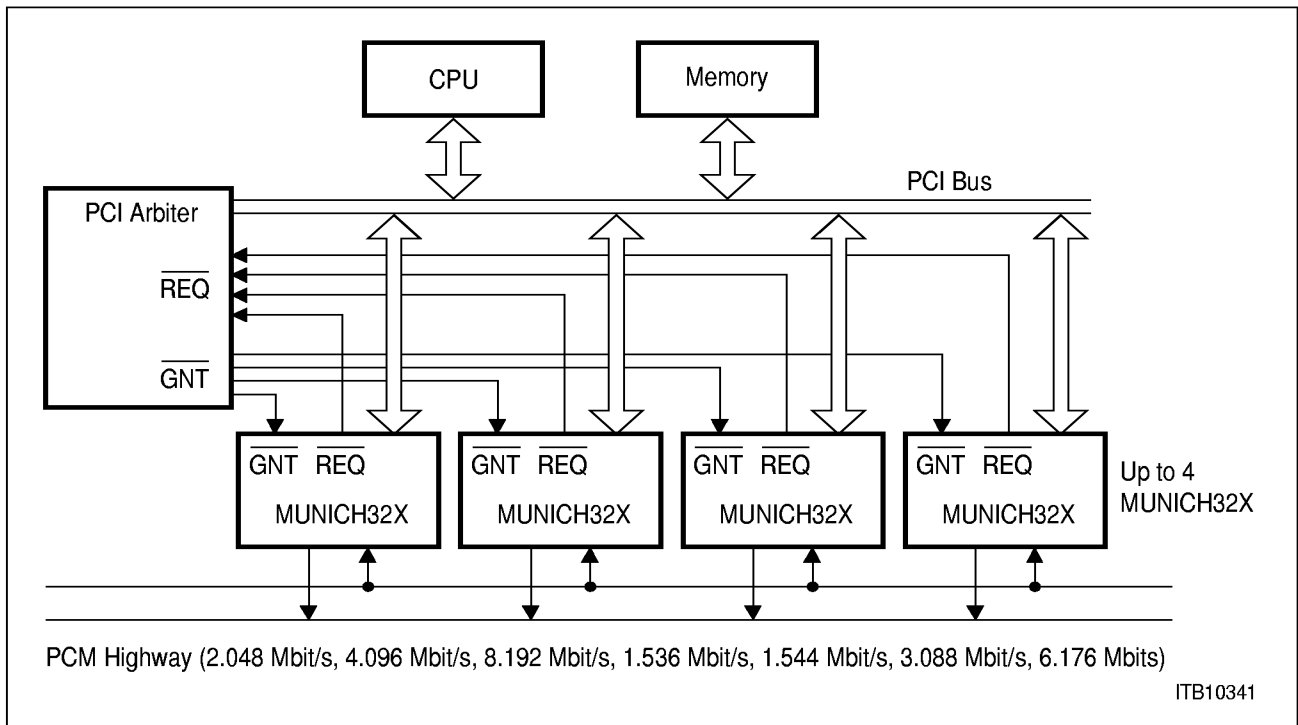 CPU
Memory
PCI Bus
PCI Arbiter
REQ
GNT
GNT REQ
MUNICH32X
GNT REQ
MUNICH32X
GNT REQ
MUNICH32X
GNT REQ
MUNICH32X
Up to 4
MUNICH32X
PCM Highway (2.048 Mbit/s, 4.096 Mbit/s, 8.192 Mbit/s, 1.536 Mbit/s, 1.544 Mbit/s, 3.088 Mbit/s, 6.176 Mbits)
ITB10341